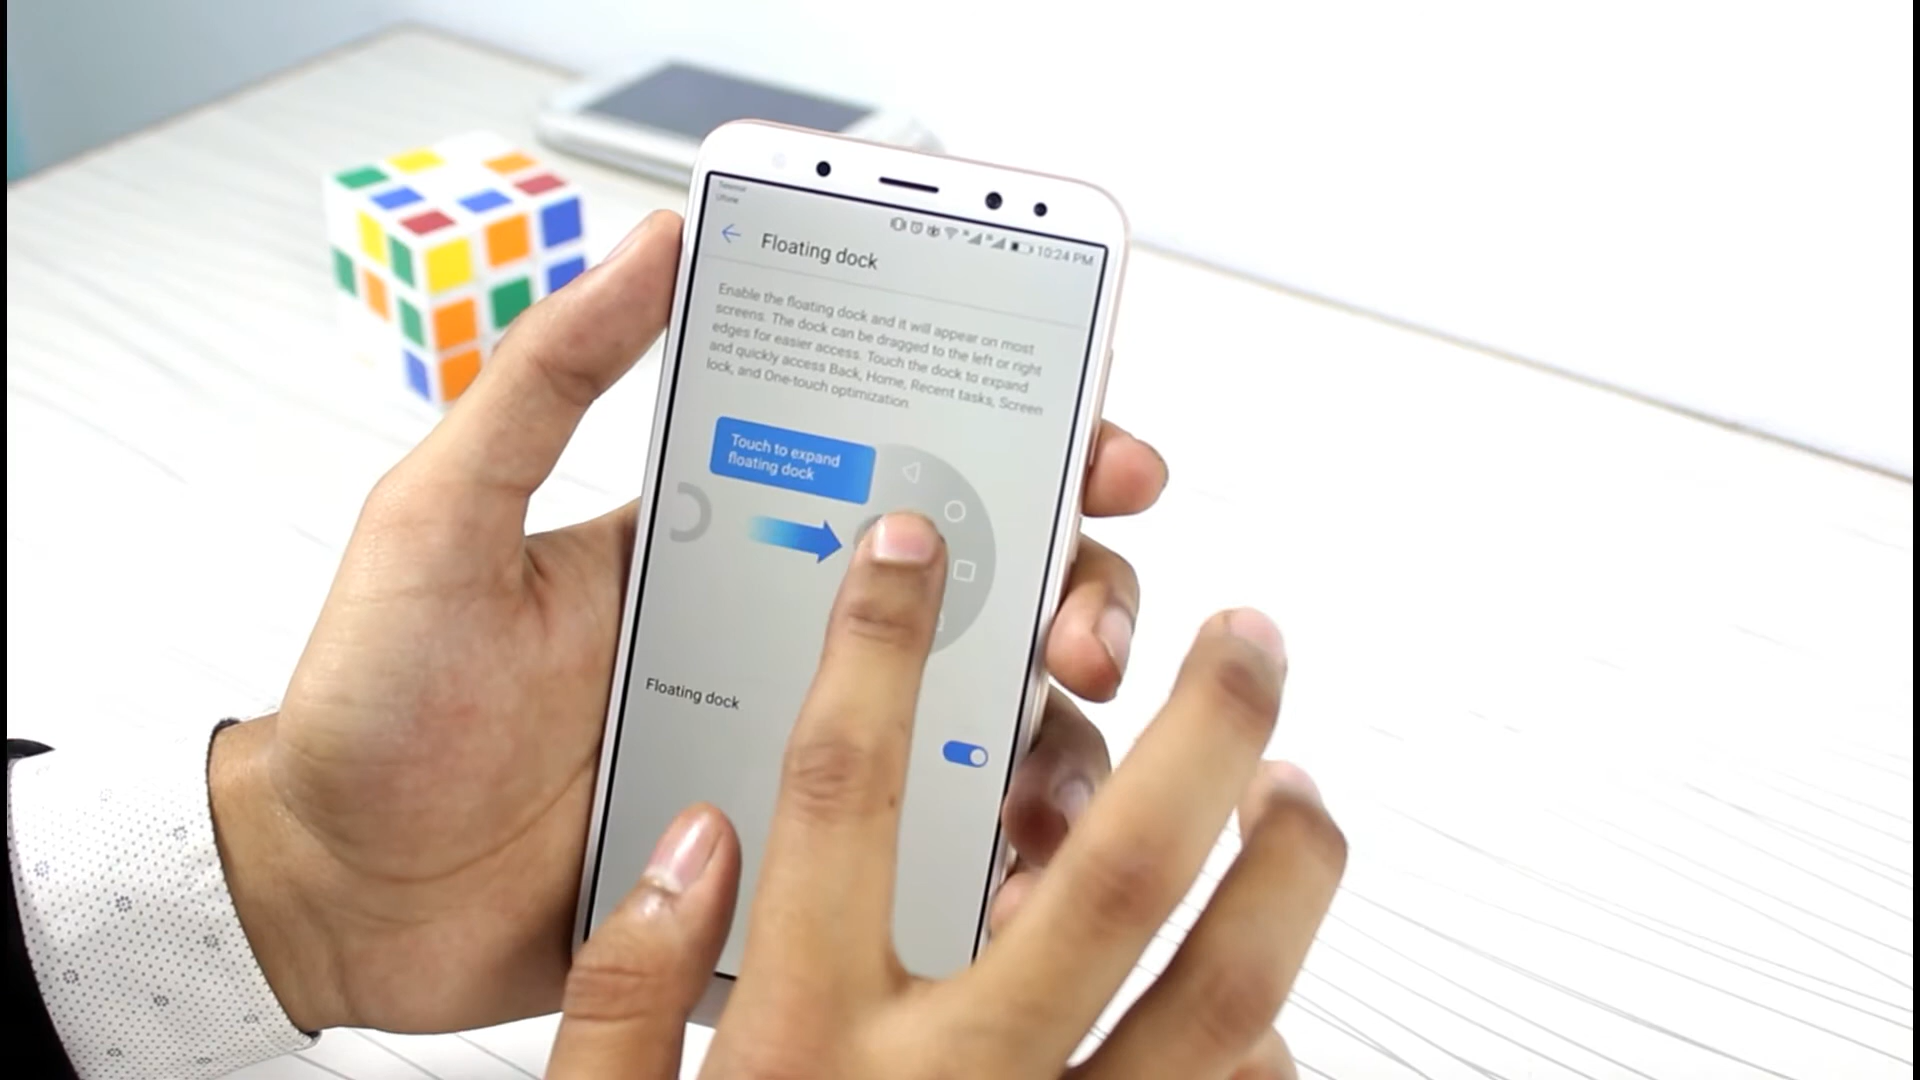 Telenor
Ufone
10:24 PM
Floating dock
Enable the floating dock and it will appear on most
screens. The dock can be dragged to the left or right
edges for easier access. Touch the dock to expand
and quickly access Back, Home, Recent tasks, Screen
lock, and One-touch optimization.
Touch to expand
floating dock
Floating dock